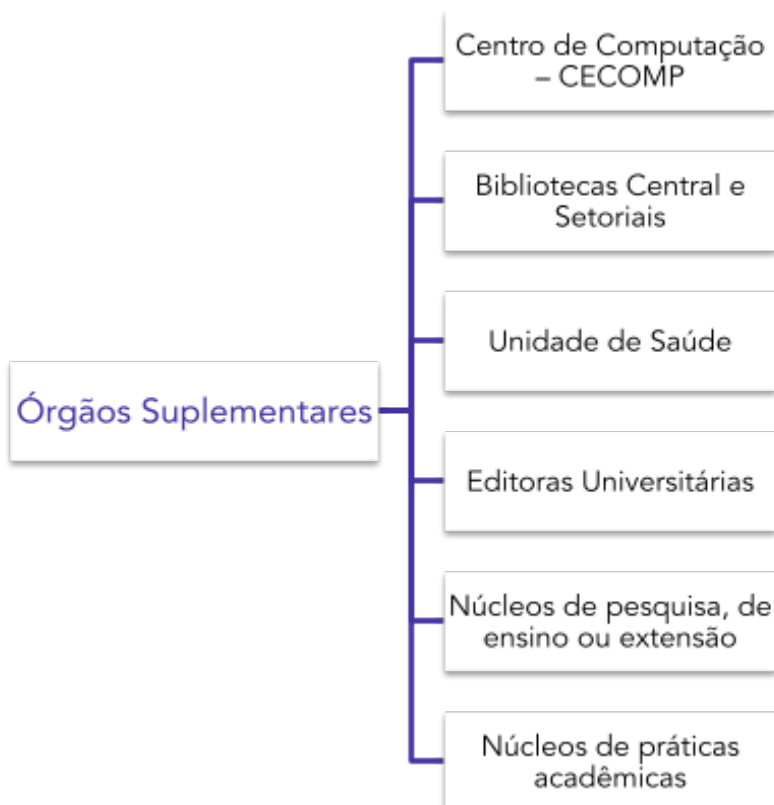 Órgãos Suplementares
Centro de Computação
– CECOMP
Bibliotecas Central e
Setoriais
Unidade de Saúde
Editoras Universitárias
Núcleos de pesquisa, de
ensino ou extensão
Núcleos de práticas
acadêmicas